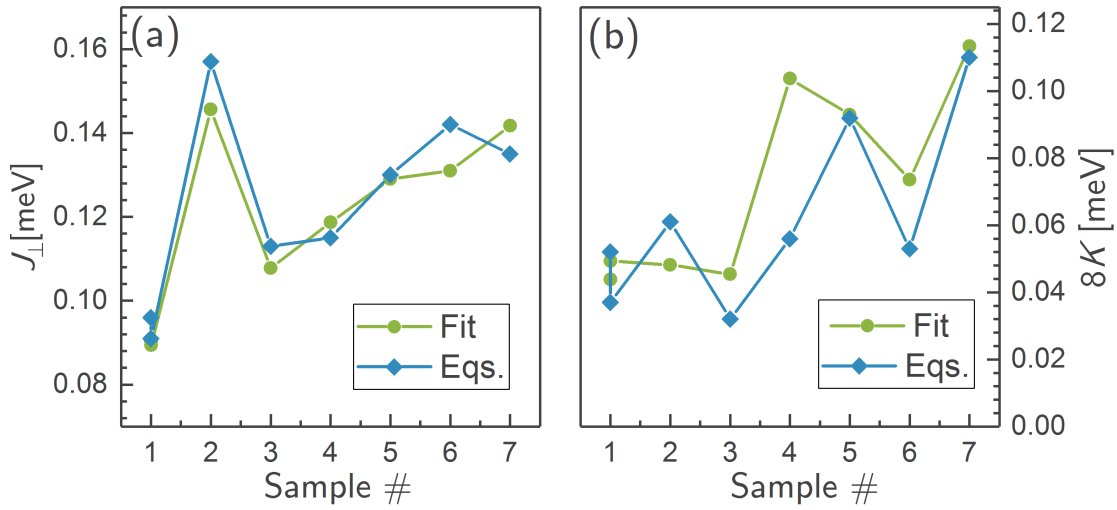 (a)
J⊥[meV]
0.16
0.14
0.12
0.10
0.08
Fit
Eqs.
1 2 3 4 5 6 7
Sample #
(b)
0.12
0.10
0.08
0.06
0.04
0.02
0.00
8K [meV]
Fit
Eqs.
1 2 3 4 5 6 7
Sample #